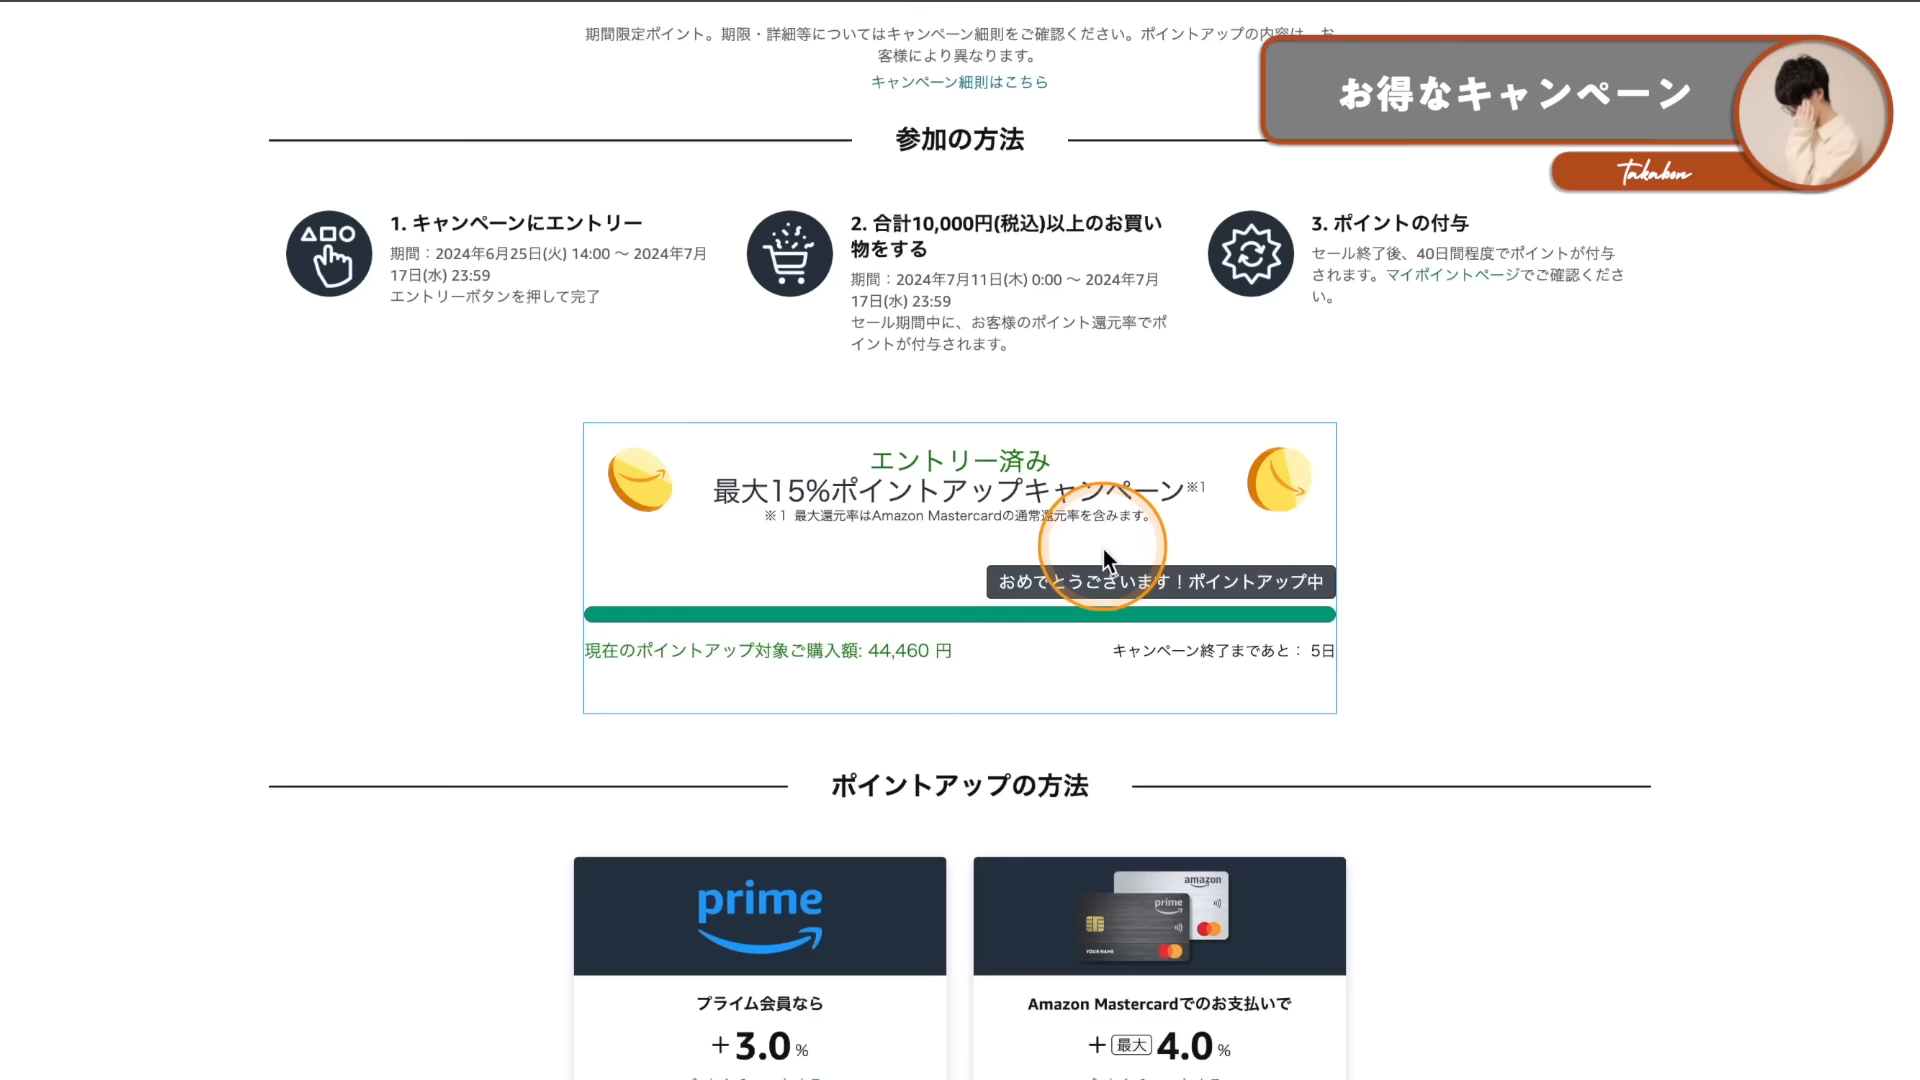 期間限定ポイント。期限・詳細等についてはキャンペーン細則をご確認ください。ポイントアップの内容は、お
客様により異なります。
キャンペーン細則はこちら
お得なキャンペーン
Takabon
参加の方法
1. キャンペーンにエントリー
期間：2024年6月25日(火) 14:00 〜 2024年7月
17日(水) 23:59
エントリーボタンを押して完了
2. 合計10,000円(税込)以上のお買い
物をする
期間：2024年7月11日(木) 0:00 〜 2024年7月
17日(水) 23:59
セール期間中に、お客様のポイント還元率でポ
イントが付与されます。
3. ポイントの付与
セール終了後、40日間程度でポイントが付与
されます。マイポイントページでご確認くださ
い。
エントリー済み
最大15%ポイントアップキャンペーン※1
※1 最大還元率はAmazon Mastercardの通常還元率を含みます。
おめでとうございます！ポイントアップ中
現在のポイントアップ対象ご購入額: 44,460 円
キャンペーン終了まであと： 5日
ポイントアップの方法
prime
amazon
prime
YOUR NAME
プライム会員なら
+3.0%
Amazon Mastercardでのお支払いで
+最大4.0%